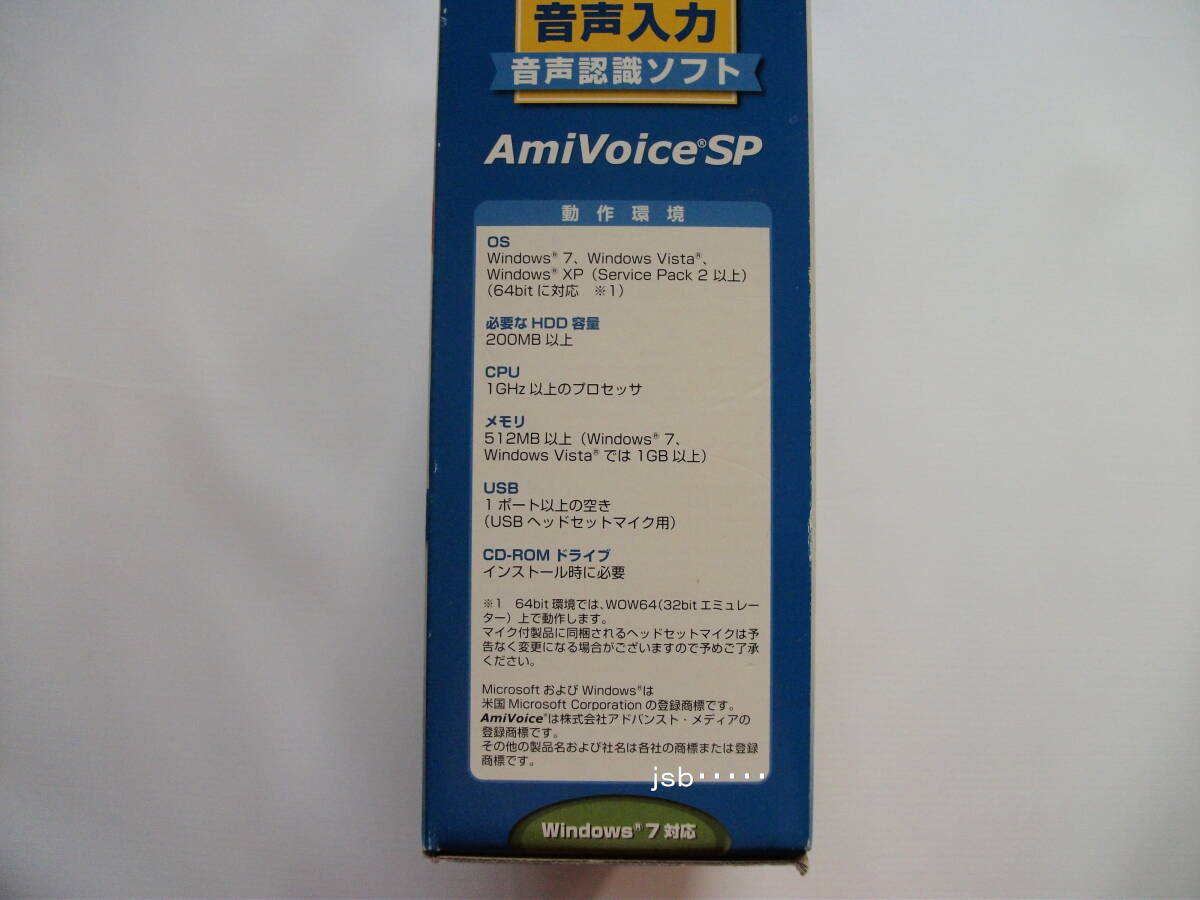 音声入力
音声認識ソフト
AmiVoice®SP
動作環境
OS
Windows® 7、Windows Vista®、
Windows® XP（Service Pack 2 以上）
（64bit に対応　※1）
必要な HDD 容量
200MB 以上
CPU
1GHz 以上のプロセッサ
メモリ
512MB 以上（Windows® 7、
Windows Vista® では 1GB 以上）
USB
1 ポート以上の空き
（USB ヘッドセットマイク用）
CD-ROM ドライブ
インストール時に必要
※1　64bit 環境では、WOW64（32bit エミュレー
ター）上で動作します。
マイク付製品に同梱されるヘッドセットマイクは予
告なく変更になる場合がございますので予めご了承
ください。
Microsoft および Windows®は
米国 Microsoft Corporation の登録商標です。
AmiVoice®は株式会社アドバンスト・メディアの
登録商標です。
その他の製品名および社名は各社の商標または登録
商標です。
jsb・・・・・
Windows® 7 対応